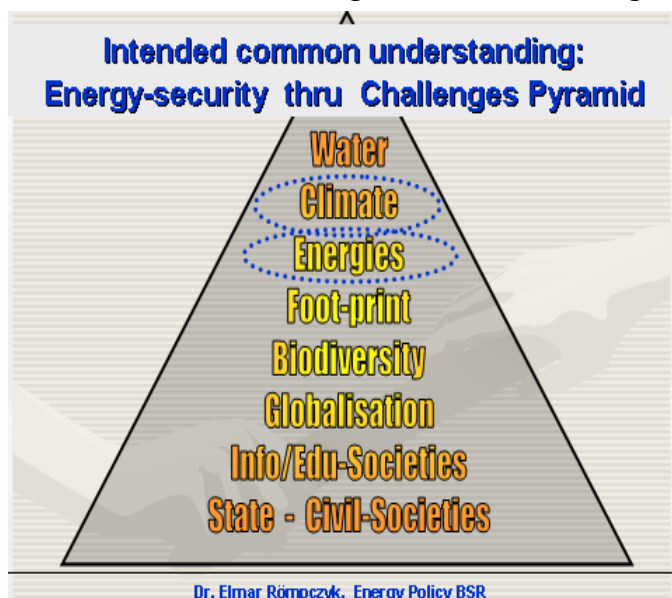 Intended common understanding:
Energy-security thru Challenges Pyramid
Water
Climate
Energies
Foot-print
Biodiversity
Globalisation
Info/Edu-Societies
State - Civil-Societies
Dr. Elmar Römpczyk, Energy Policy BSR